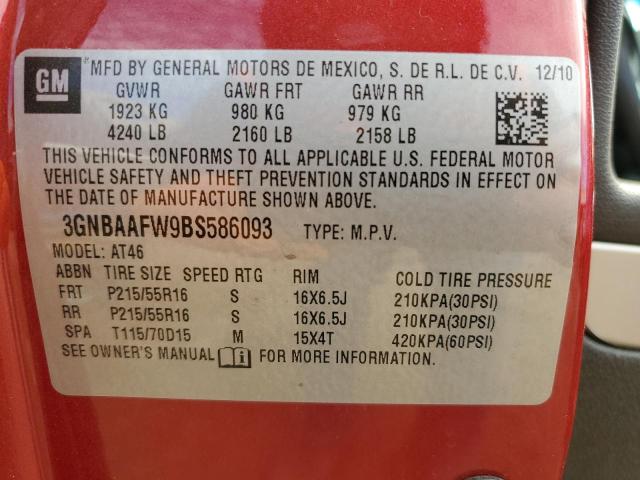 GM
*MFD BY GENERAL MOTORS DE MEXICO, S. DE R.L. DE C.V. 12/10
GVWR GAWR FRT GAWR RR
1923 KG 980 KG 979 KG
4240 LB 2160 LB 2158 LB
THIS VEHICLE CONFORMS TO ALL APPLICABLE U.S. FEDERAL MOTOR
VEHICLE SAFETY AND THEFT PREVENTION STANDARDS IN EFFECT ON
THE DATE OF MANUFACTURE SHOWN ABOVE.
3GNBAAFW9BS586093 TYPE: M.P.V.
MODEL: AT46
ABBN TIRE SIZE SPEED RTG RIM COLD TIRE PRESSURE
FRT P215/55R16 S 16X6.5J 210KPA(30PSI)
RR P215/55R16 S 16X6.5J 210KPA(30PSI)
SPA T115/70D15 M 15X4T 420KPA(60PSI)
SEE OWNER'S MANUAL FOR MORE INFORMATION.